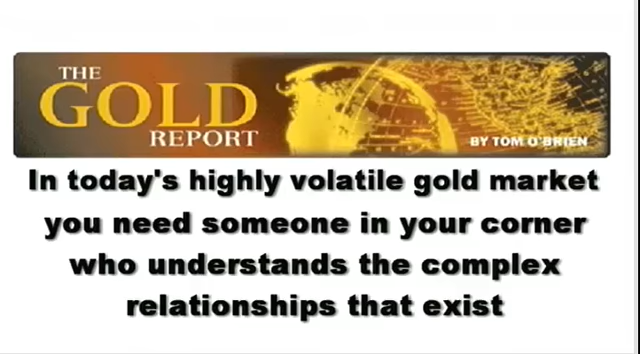 THE
GOLD
REPORT
BY TOM O'BRIEN
In today's highly volatile gold market
you need someone in your corner
who understands the complex
relationships that exist